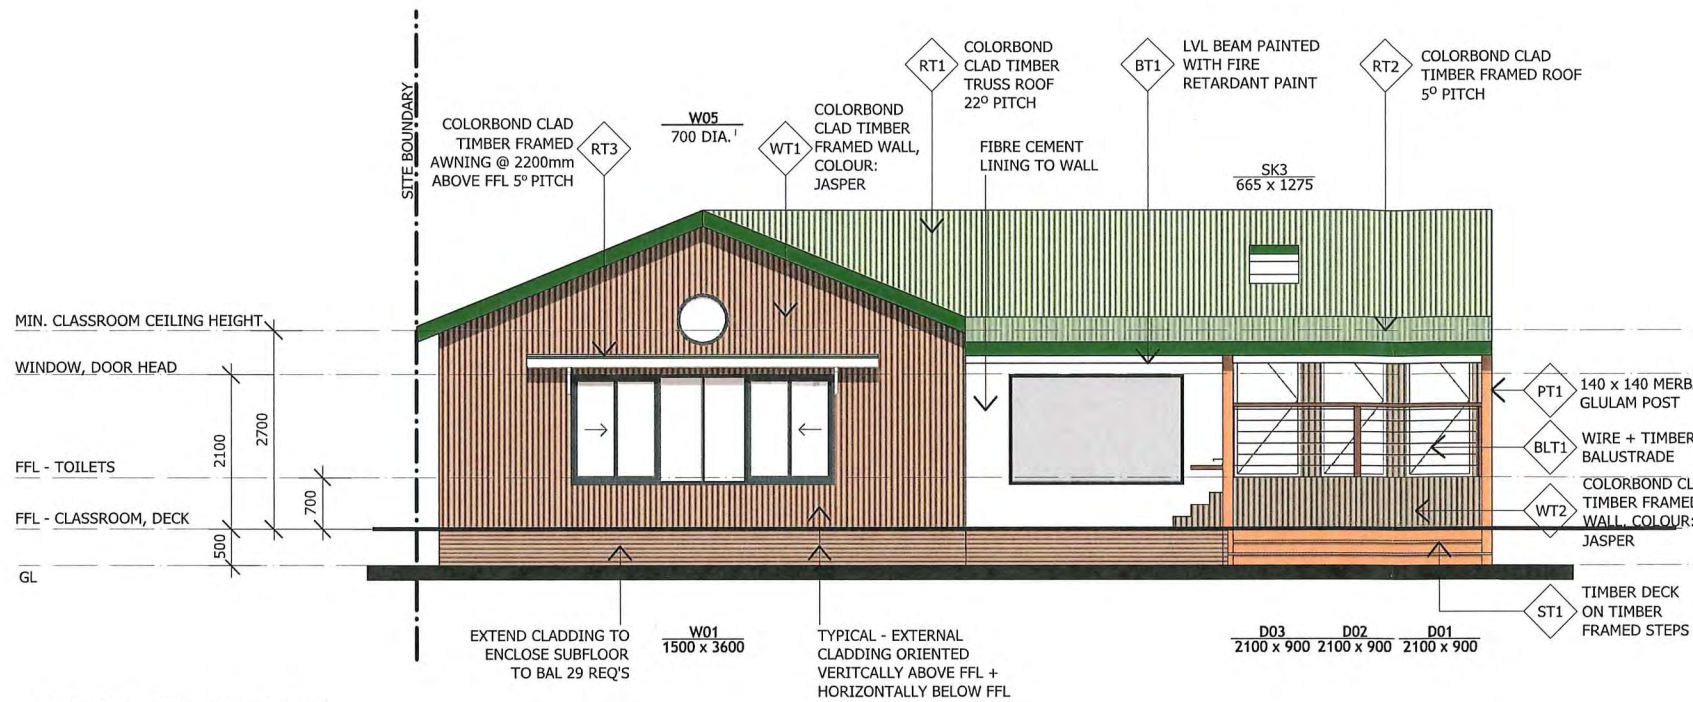 SITE BOUNDARY
COLORBOND CLAD
TIMBER FRAMED
AWNING @ 2200mm
ABOVE FFL 5º PITCH
RT3
W05
700 DIA.
WT1
COLORBOND
CLAD TIMBER
FRAMED WALL,
COLOUR:
JASPER
RT1
COLORBOND
CLAD TIMBER
TRUSS ROOF
22º PITCH
FIBRE CEMENT
LINING TO WALL
BT1
LVL BEAM PAINTED
WITH FIRE
RETARDANT PAINT
SK3
665 x 1275
RT2
COLORBOND CLAD
TIMBER FRAMED ROOF
5º PITCH
MIN. CLASSROOM CEILING HEIGHT
WINDOW, DOOR HEAD
FFL - TOILETS
FFL - CLASSROOM, DECK
GL
2100
2700
700
500
PT1
140 x 140 MERB
GLULAM POST
BLT1
WIRE + TIMBER
BALUSTRADE
WT2
COLORBOND CL
TIMBER FRAMED
WALL, COLOUR:
JASPER
ST1
TIMBER DECK
ON TIMBER
FRAMED STEPS
EXTEND CLADDING TO
ENCLOSE SUBFLOOR
TO BAL 29 REQ'S
W01
1500 x 3600
TYPICAL - EXTERNAL
CLADDING ORIENTED
VERITCALLY ABOVE FFL +
HORIZONTALLY BELOW FFL
D03
2100 x 900
D02
2100 x 900
D01
2100 x 900